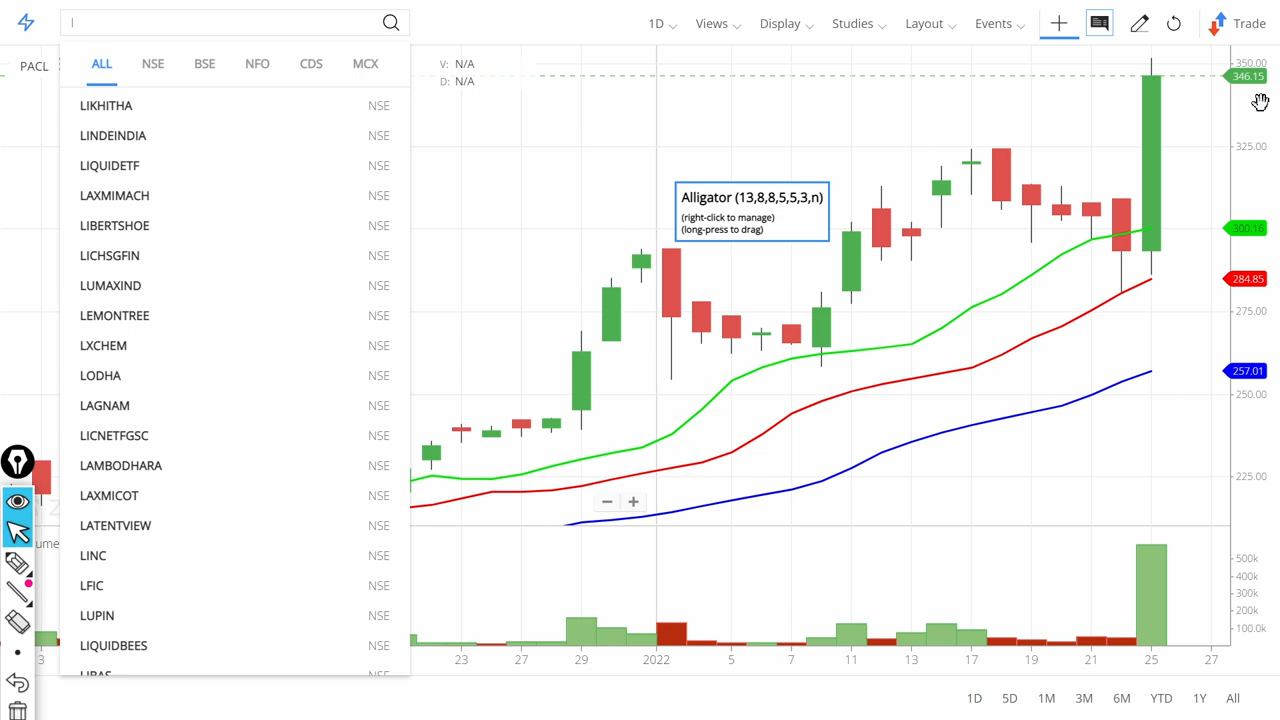 l
1D Views Display Studies Layout Events Trade
PACL
ALL NSE BSE NFO CDS MCX
V: N/A
D: N/A
LIKHITHA NSE
LINDEINDIA NSE
LIQUIDETF NSE
LAXMIMACH NSE
LIBERTSHOE NSE
LICHSGFIN NSE
LUMAXIND NSE
LEMONTREE NSE
LXCHEM NSE
LODHA NSE
LAGNAM NSE
LICNETFGSC NSE
LAMBODHARA NSE
LAXMICOT NSE
LATENTVIEW NSE
LINC NSE
LFIC NSE
LUPIN NSE
LIQUIDBEES NSE
LIBAS NSE
Alligator (13,8,8,5,5,3,n)
(right-click to manage)
(long-press to drag)
350.00
346.15
325.00
300.16
284.85
275.00
257.01
250.00
225.00
ume
500k
400k
300k
200k
100.0k
3 23 27 29 2022 5 7 11 13 17 19 21 25 27
1D 5D 1M 3M 6M YTD 1Y All